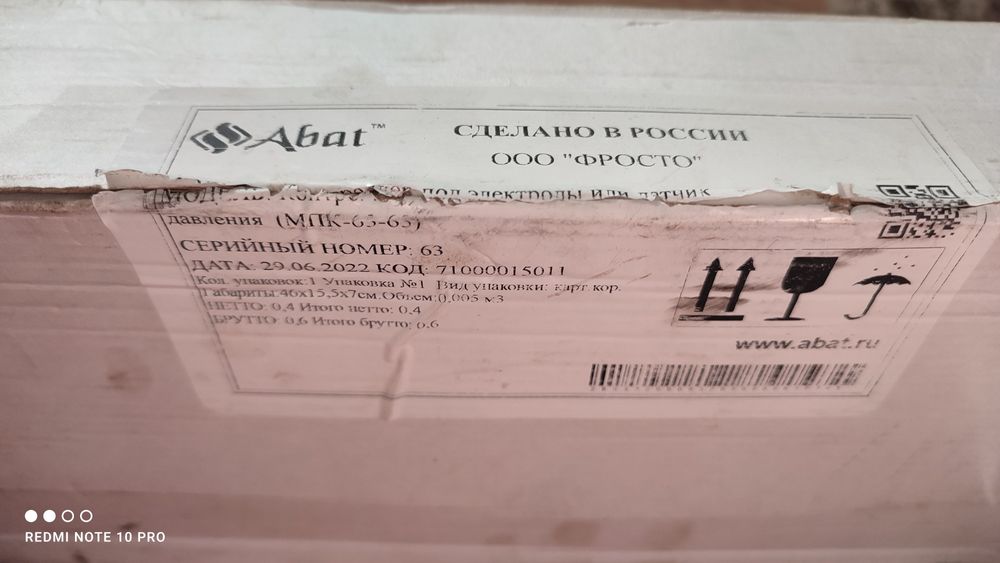 Abat™
СДЕЛАНО В РОССИИ
ООО "ФРОСТО"
под электроды или датчик
давления (МПК-65-65)
СЕРИЙНЫЙ НОМЕР: 63
ДАТА: 29.06.2022 КОД: 71000015011
Кол. упаковок:1 Упаковка №1 Вид упаковки: карт.кор.
Габариты:46х15,5х7см.Объем:0,005 м3
НЕТТО: 0,4 Итого нетто: 0,4
БРУТТО: 0,6 Итого брутто: 0,6
www.abat.ru
REDMI NOTE 10 PRO